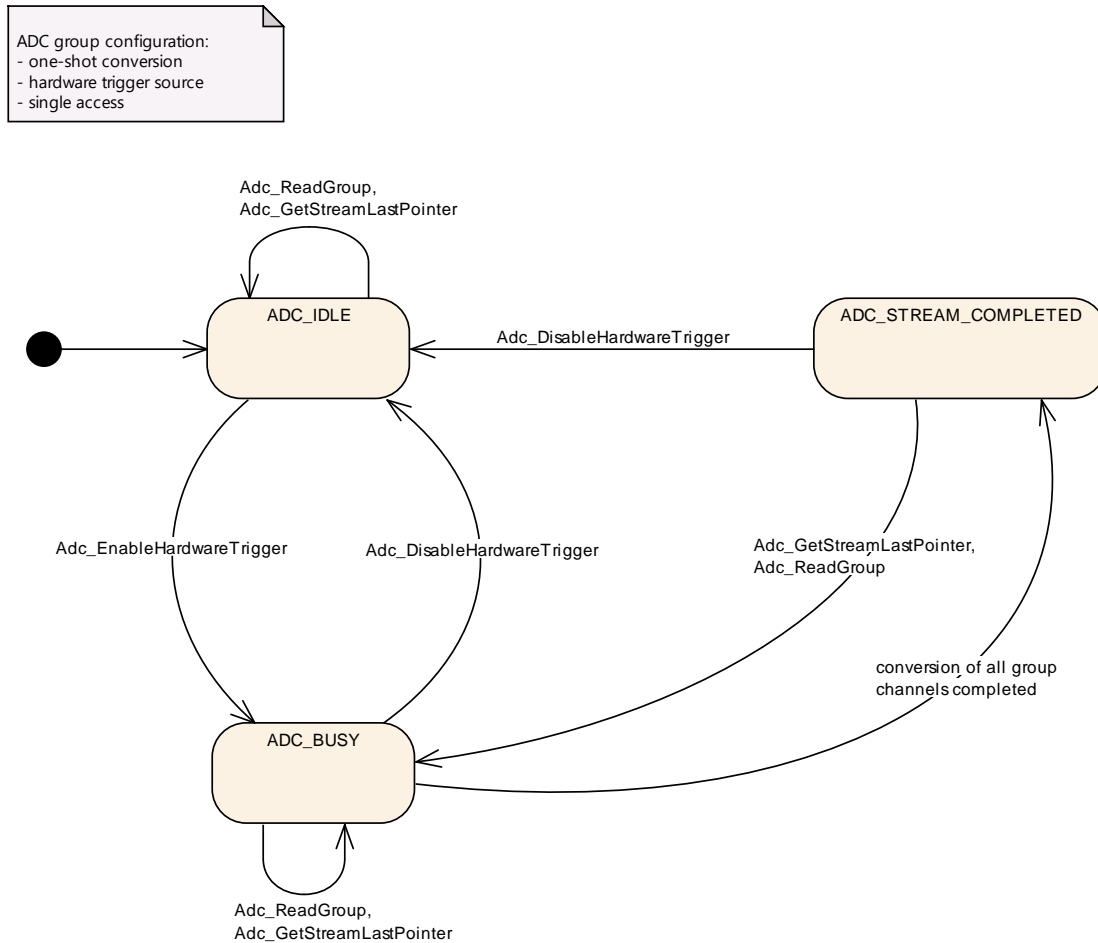 ADC group configuration:
- one-shot conversion
- hardware trigger source
- single access
Adc_ReadGroup,
Adc_GetStreamLastPointer
ADC_IDLE
ADC_STREAM_COMPLETED
Adc_DisableHardwareTrigger
Adc_EnableHardwareTrigger
Adc_DisableHardwareTrigger
Adc_GetStreamLastPointer,
Adc_ReadGroup
conversion of all group
channels completed
ADC_BUSY
Adc_ReadGroup,
Adc_GetStreamLastPointer